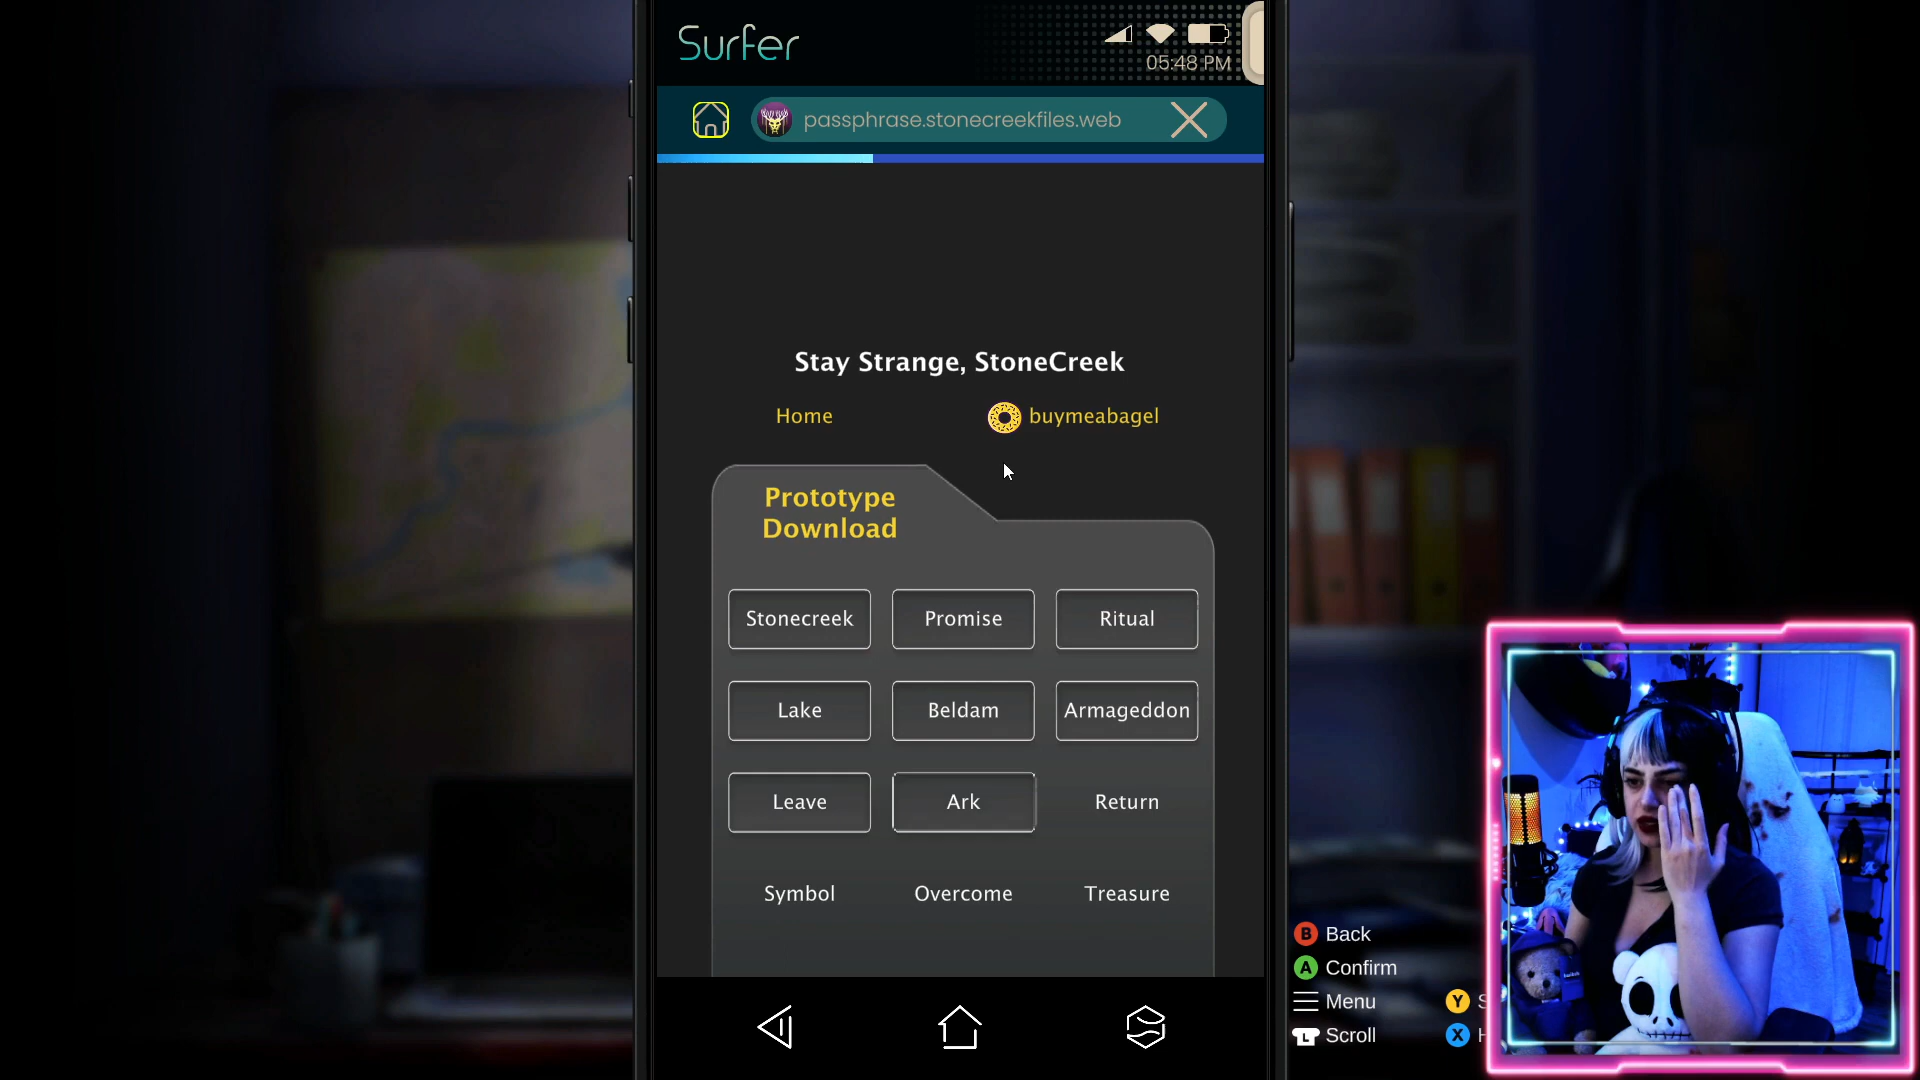 Surfer
05:48 PM
passphrase.stonecreekfiles.web
Stay Strange, StoneCreek
Home
buymeabagel
Prototype
Download
Stonecreek Promise Ritual
Lake Beldam Armageddon
Leave Ark Return
Symbol Overcome Treasure
B Back
A Confirm
Menu
Y
L Scroll
X